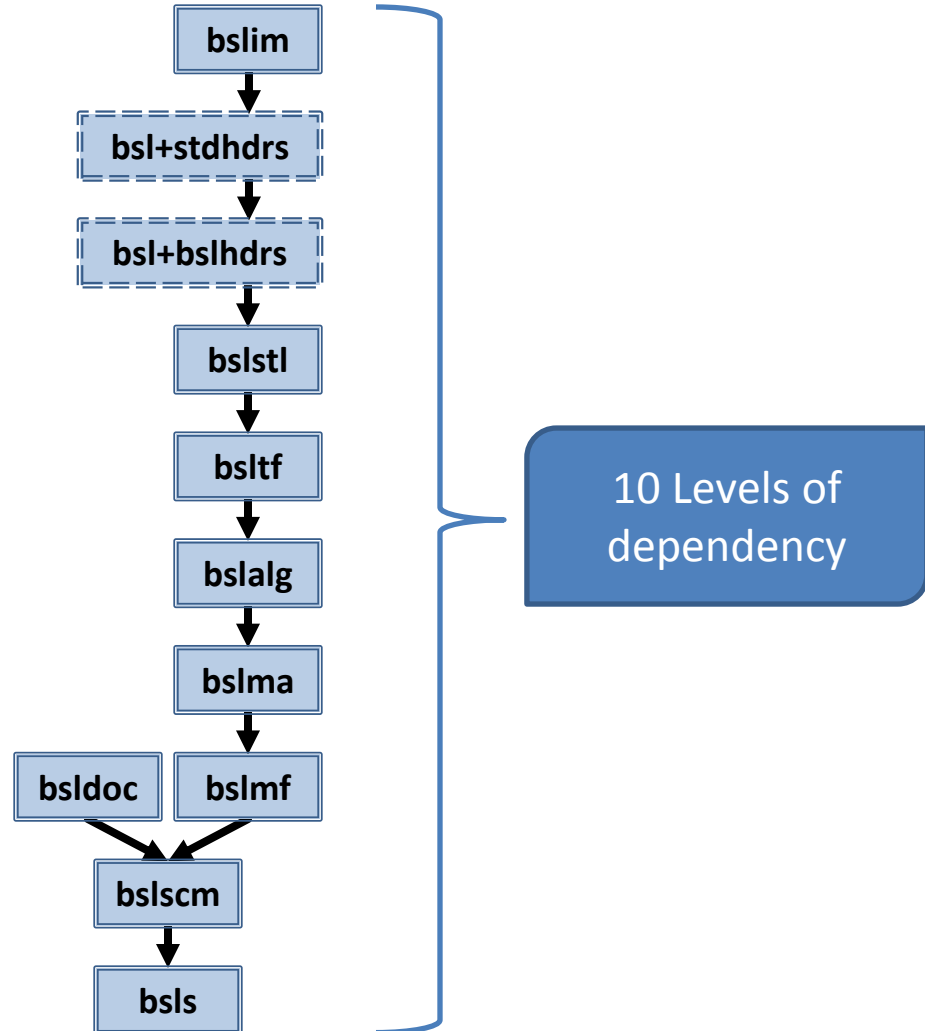 bslim
bsl+stdhdrs
bsl+bslhdrs
bslstl
bsltf
bslalg
bslma
bsldoc
bslmf
bslscm
bsls
10 Levels of
dependency